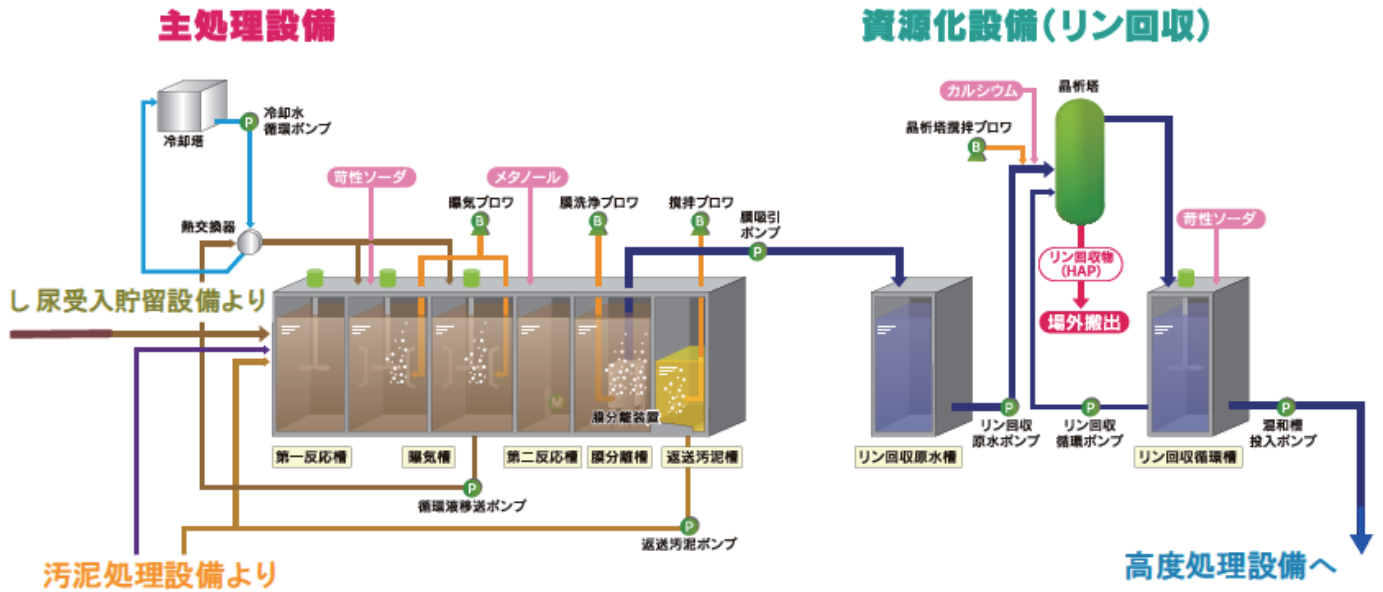 主処理設備
資源化設備(リン回収)
冷却水
循環ポンプ
P
冷却塔
カルシウム
晶析塔
晶析塔攪拌ブロワ
B
苛性ソーダ
メタノール
曝気ブロワ
B
膜洗浄ブロワ
B
攪拌ブロワ
B
膜吸引
ポンプ
P
熱交換器
苛性ソーダ
リン回収物
(HAP)
場外搬出
し尿受入貯留設備より
M
膜分離装置
第一反応槽
曝気槽
第二反応槽
膜分離槽
返送汚泥槽
リン回収原水槽
P
リン回収
原水ポンプ
P
リン回収
循環ポンプ
リン回収循環槽
P
混和槽
投入ポンプ
P
循環液移送ポンプ
P
返送汚泥ポンプ
汚泥処理設備より
高度処理設備へ